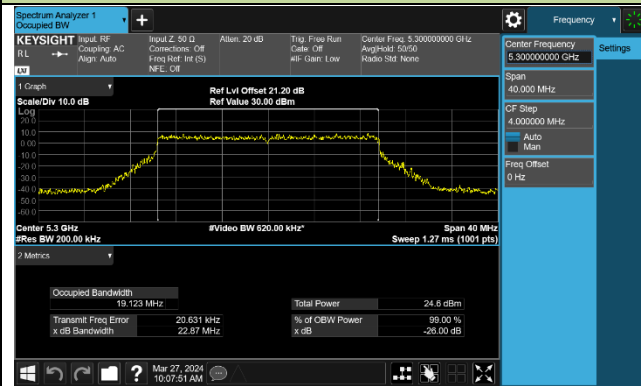 Spectrum Analyzer 1
Occupied BW
+
Frequency
KEYSIGHT
RL
LXI
Input: RF
Coupling: AC
Align: Auto
Input Z: 50 Ω
Corrections: Off
Freq Ref: Int (S)
NFE: Off
Atten: 20 dB
Trig: Free Run
Gate: Off
#IF Gain: Low
Center Freq: 5.300000000 GHz
Avg|Hold: 50/50
Radio Std: None
Center Frequency
5.300000000 GHz
Settings
Span
40.000 MHz
CF Step
4.000000 MHz
Auto
Man
Freq Offset
0 Hz
1 Graph
Scale/Div 10.0 dB
Ref Lvl Offset 21.20 dB
Ref Value 30.00 dBm
Log
20.0
10.0
0.00
-10.0
-20.0
-30.0
-40.0
-50.0
-60.0
Center 5.3 GHz
#Video BW 620.00 kHz*
Span 40 MHz
#Res BW 200.00 kHz
Sweep 1.27 ms (1001 pts)
2 Metrics
Occupied Bandwidth
19.123 MHz
Total Power 24.6 dBm
Transmit Freq Error 20.631 kHz
% of OBW Power 99.00 %
x dB Bandwidth 22.87 MHz
x dB -26.00 dB
?
Mar 27, 2024
10:07:51 AM